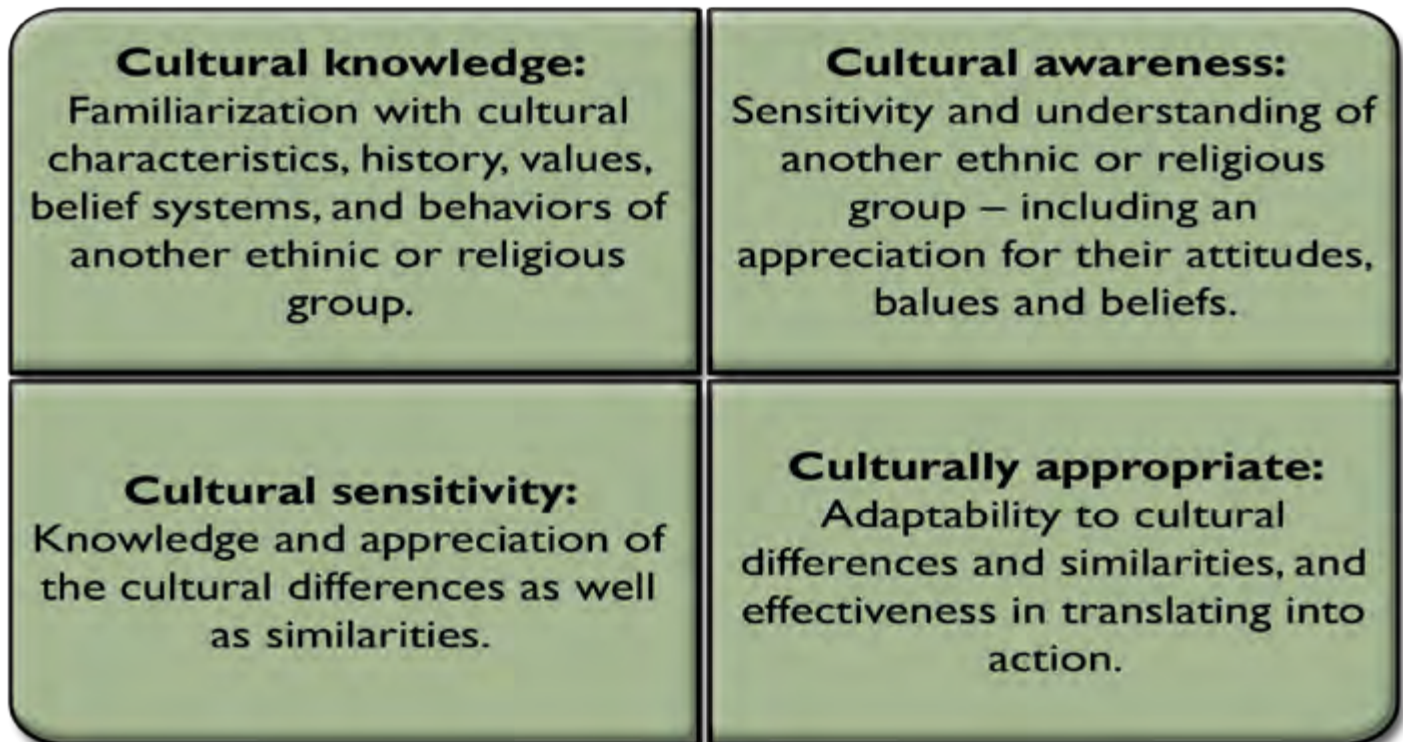 Cultural knowledge:
Familiarization with cultural
characteristics, history, values,
belief systems, and behaviors of
another ethinic or religious
group.
Cultural awareness:
Sensitivity and understanding of
another ethnic or religious
group – including an
appreciation for their attitudes,
balues and beliefs.
Cultural sensitivity:
Knowledge and appreciation of
the cultural differences as well
as similarities.
Culturally appropriate:
Adaptability to cultural
differences and similarities, and
effectiveness in translating into
action.